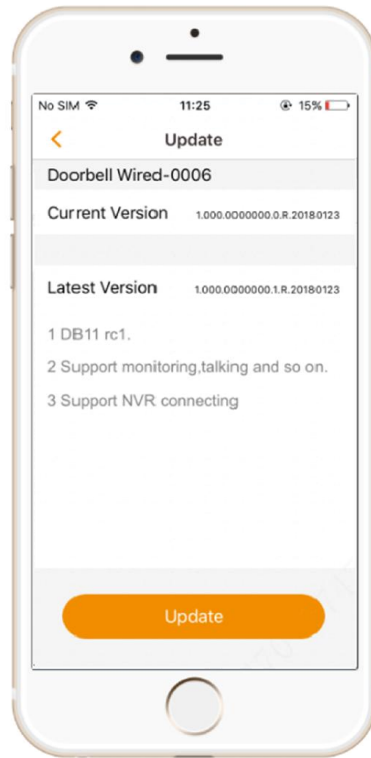 No SIM 11:25 15%
Update
Doorbell Wired-0006
Current Version 1.000.0000000.0.R.20180123
Latest Version 1.000.0000000.1.R.20180123
1 DB11 rc1.
2 Support monitoring,talking and so on.
3 Support NVR connecting
Update